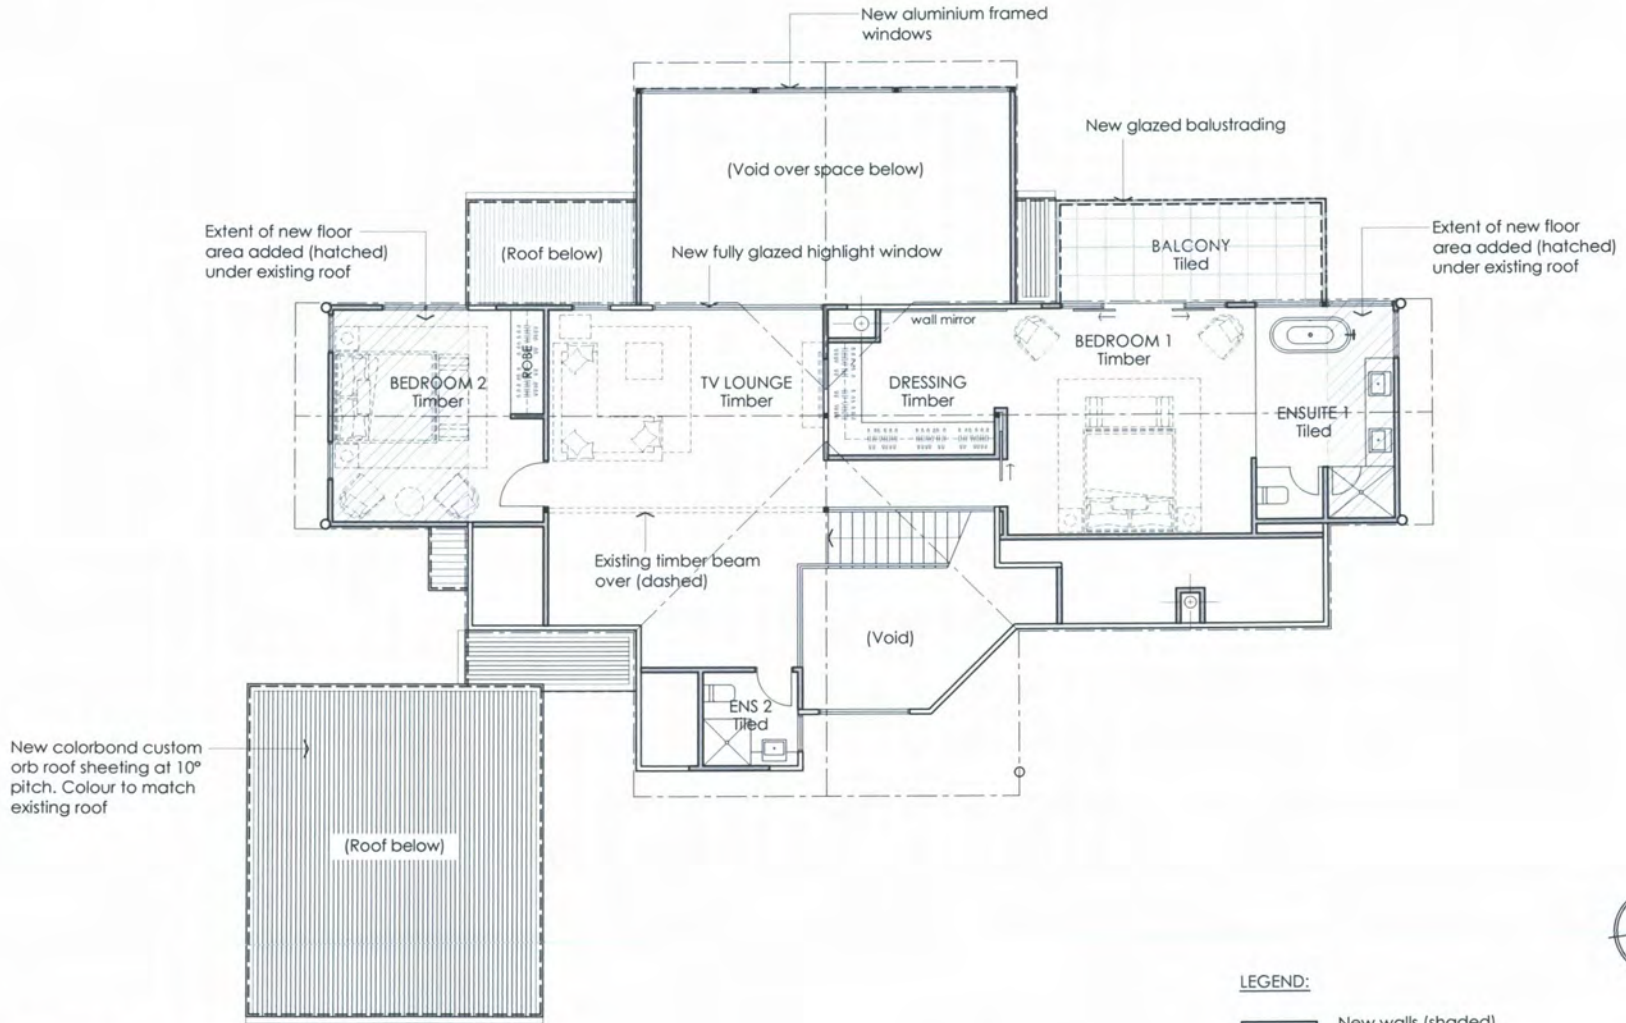 New aluminium framed
windows
New glazed balustrading
(Void over space below)
Extent of new floor
area added (hatched)
under existing roof
(Roof below)
New fully glazed highlight window
BALCONY
Tiled
Extent of new floor
area added (hatched)
under existing roof
wall mirror
BEDROOM 1
Timber
ROBE
BEDROOM 2
Timber
TV LOUNGE
Timber
DRESSING
Timber
ENSUITE 1
Tiled
Existing timber beam
over (dashed)
(Void)
ENS 2
Tiled
New colorbond custom
orb roof sheeting at 10°
pitch. Colour to match
existing roof
(Roof below)
LEGEND:
New walls (shaded)